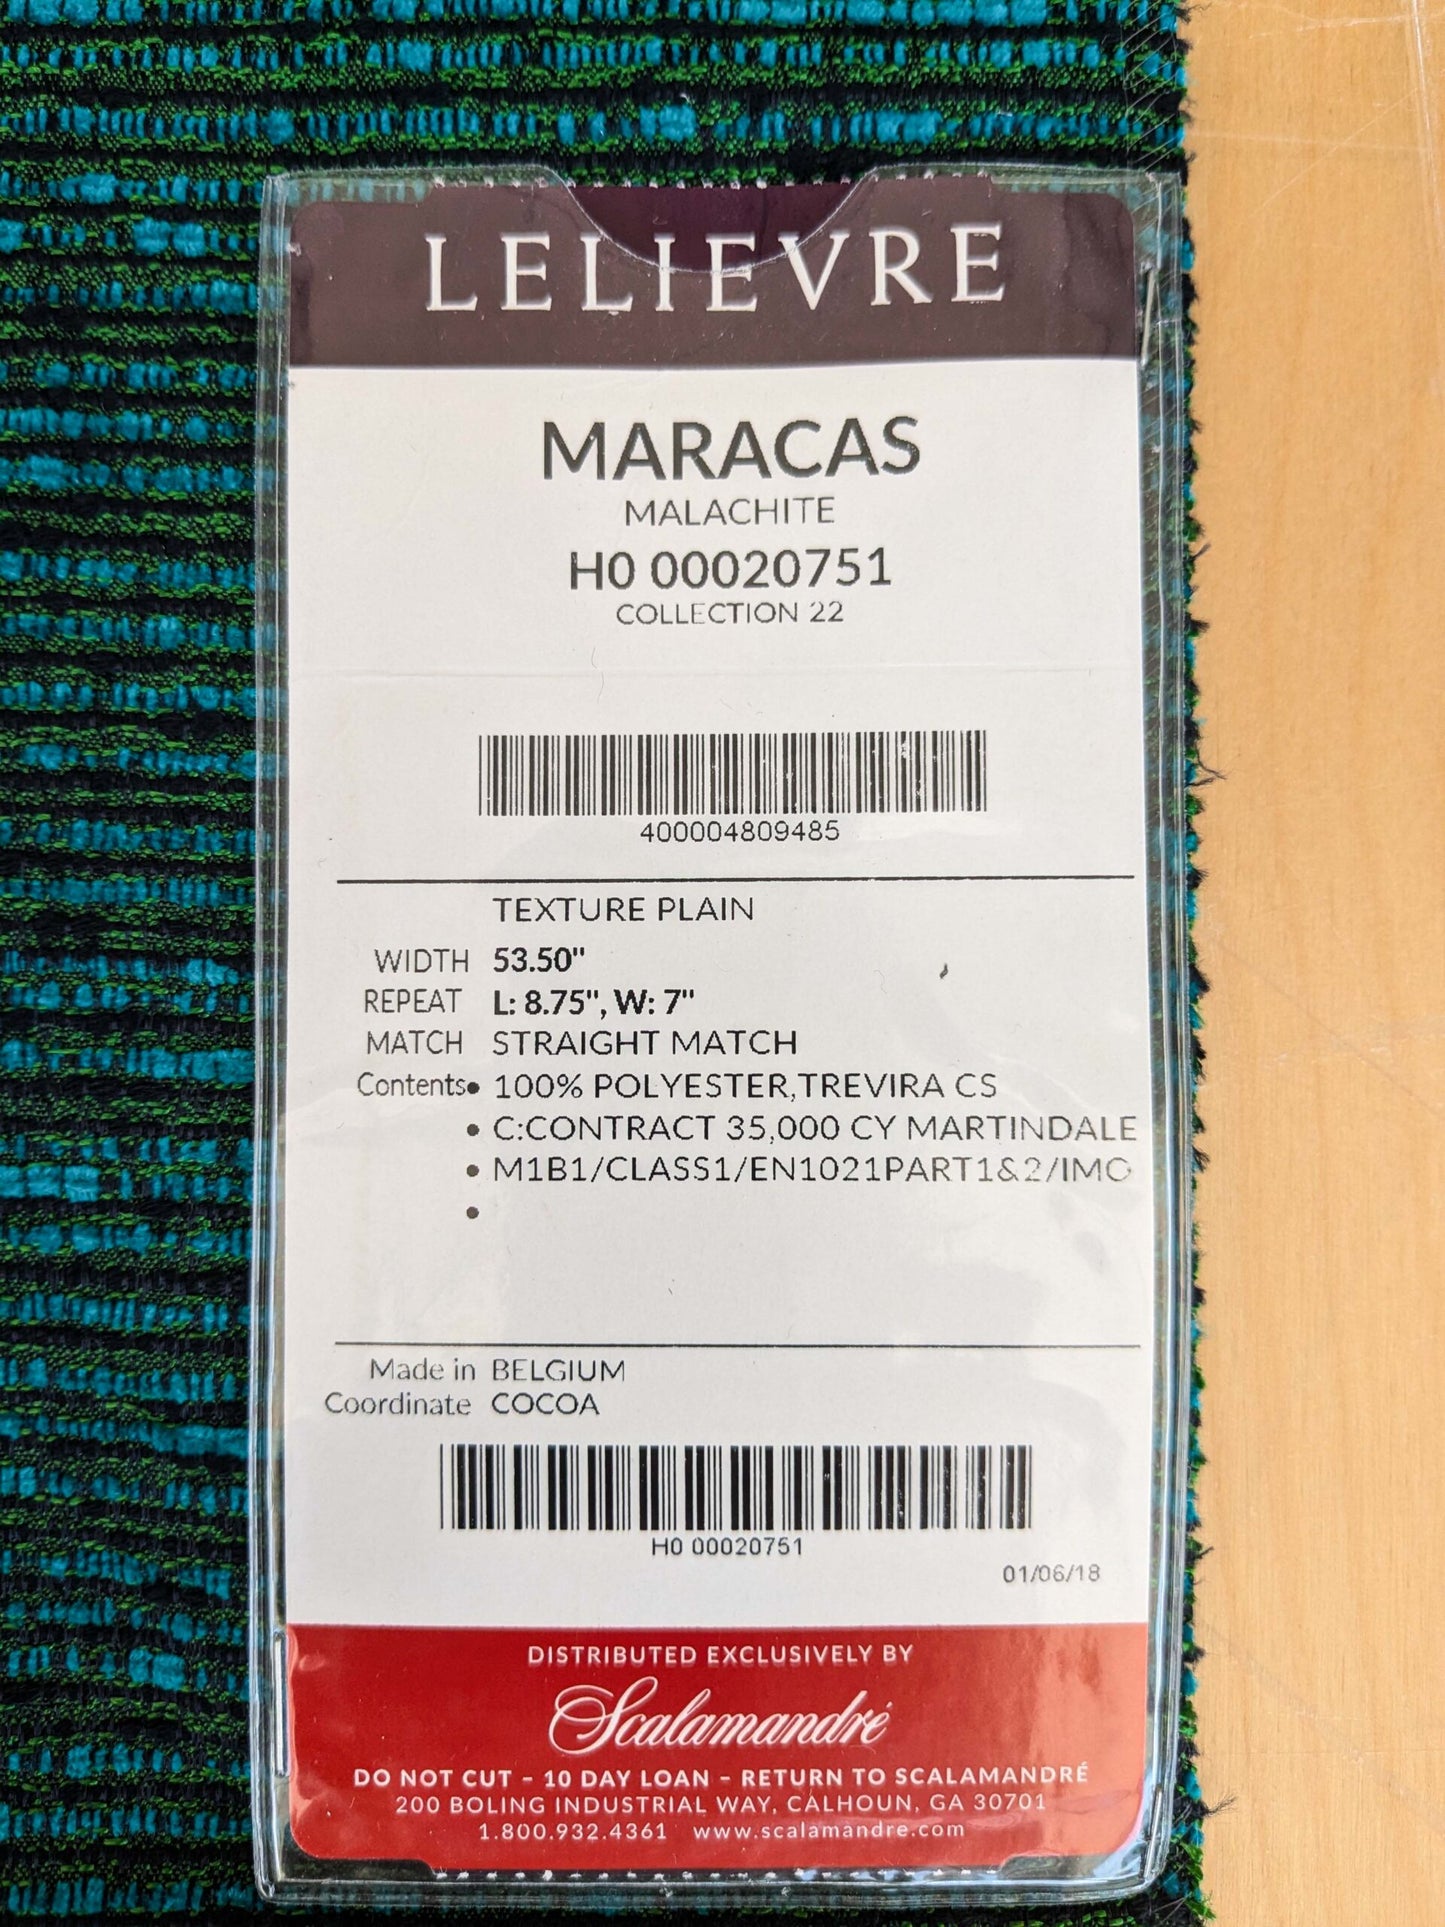 LELIEVRE
MARACAS
MALACHITE
H0 00020751
COLLECTION 22
400004809485
TEXTURE PLAIN
WIDTH 53.50"
REPEAT L: 8.75", W: 7"
MATCH STRAIGHT MATCH
Contents• 100% POLYESTER,TREVIRA CS
• C:CONTRACT 35,000 CY MARTINDALE
• M1B1/CLASS1/EN1021PART1&2/IMO
•
Made in BELGIUM
Coordinate COCOA
H0 00020751
01/06/18
DISTRIBUTED EXCLUSIVELY BY
Scalamandré
DO NOT CUT – 10 DAY LOAN – RETURN TO SCALAMANDRÉ
200 BOLING INDUSTRIAL WAY, CALHOUN, GA 30701
1.800.932.4361 www.scalamandre.com